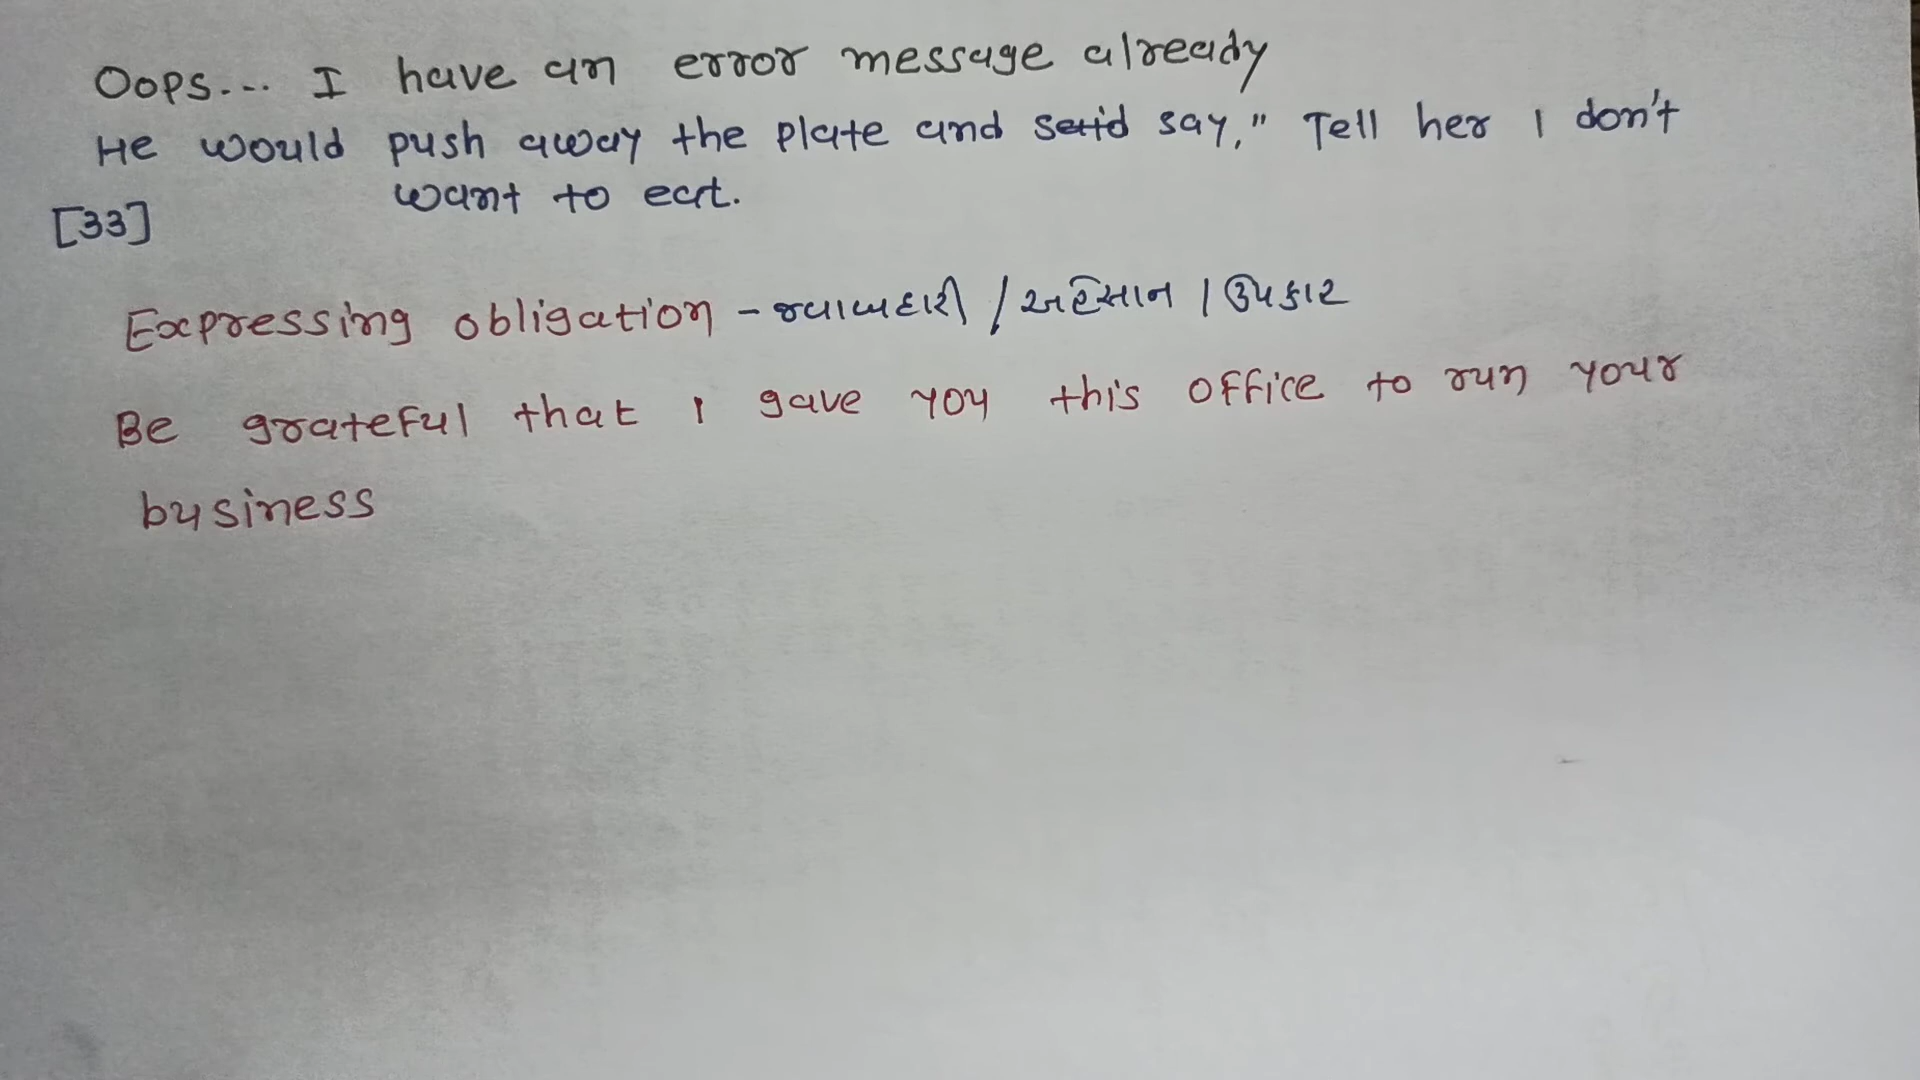 Oops... I have an error message already
He would push away the plate and said say," Tell her I don't
want to eat.
[33]
Expressing obligation - જવાબદારી / અહેસાન / ઉપકાર
Be grateful that I gave you this office to run your
business